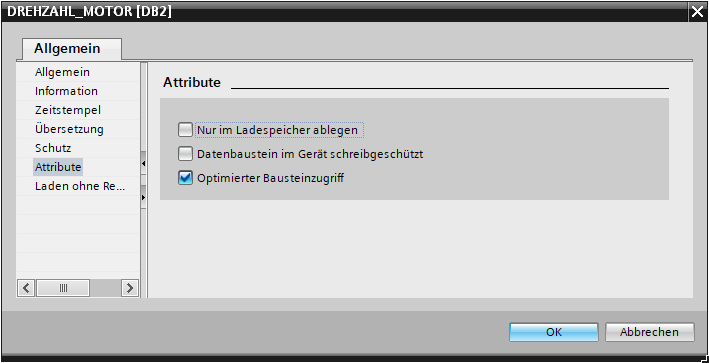 DREHZAHL_MOTOR [DB2]
Allgemein
Allgemein
Information
Zeitstempel
Übersetzung
Schutz
Attribute
Laden ohne Re...
Attribute
Nur im Ladespeicher ablegen
Datenbaustein im Gerät schreibgeschützt
Optimierter Bausteinzugriff
OK
Abbrechen